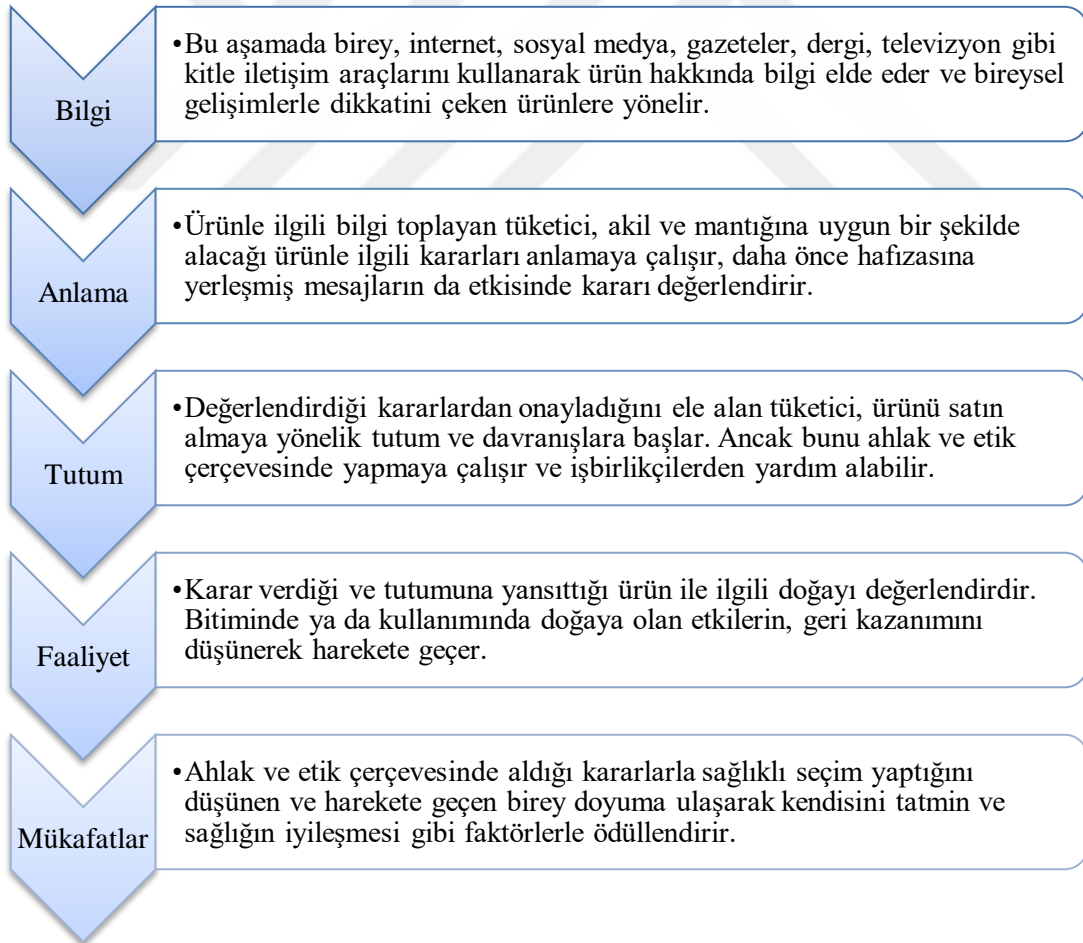 Bilgi
•Bu aşamada birey, internet, sosyal medya, gazeteler, dergi, televizyon gibi
kitle iletişim araçlarını kullanarak ürün hakkında bilgi elde eder ve bireysel
gelişimlerle dikkatini çeken ürünlere yönelir.
Anlama
•Ürünle ilgili bilgi toplayan tüketici, akil ve mantığına uygun bir şekilde
alacağı ürünle ilgili kararları anlamaya çalışır, daha önce hafızasına
yerleşmiş mesajların da etkisinde kararı değerlendirir.
Tutum
•Değerlendirdiği kararlardan onayladığını ele alan tüketici, ürünü satın
almaya yönelik tutum ve davranışlara başlar. Ancak bunu ahlak ve etik
çerçevesinde yapmaya çalışır ve işbirlikçilerden yardım alabilir.
Faaliyet
•Karar verdiği ve tutumuna yansıttığı ürün ile ilgili doğayı değerlendirdir.
Bitiminde ya da kullanımında doğaya olan etkilerin, geri kazanımını
düşünerek harekete geçer.
Mükafatlar
•Ahlak ve etik çerçevesinde aldığı kararlarla sağlıklı seçim yaptığını
düşünen ve harekete geçen birey doyuma ulaşarak kendisini tatmin ve
sağlığın iyileşmesi gibi faktörlerle ödüllendirir.